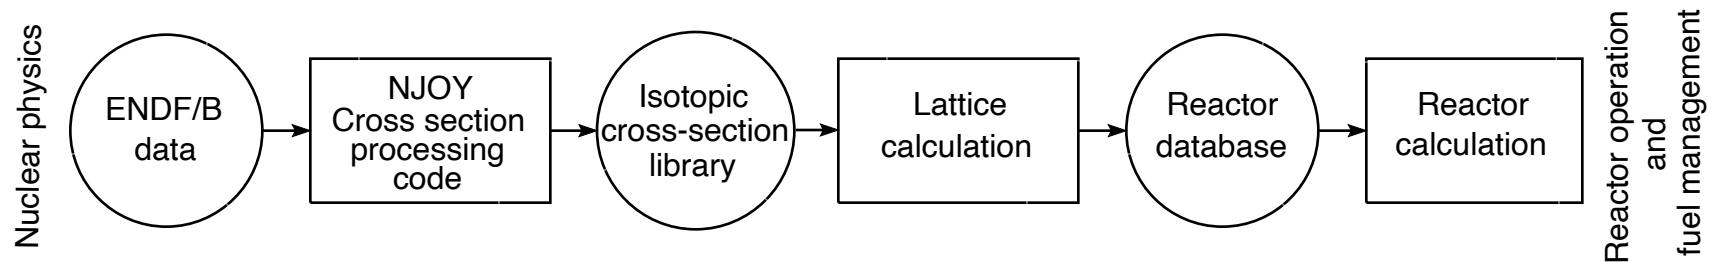 Nuclear physics
ENDF/B
data
NJOY
Cross section
processing
code
Isotopic
cross-section
library
Lattice
calculation
Reactor
database
Reactor
calculation
Reactor operation
and
fuel management